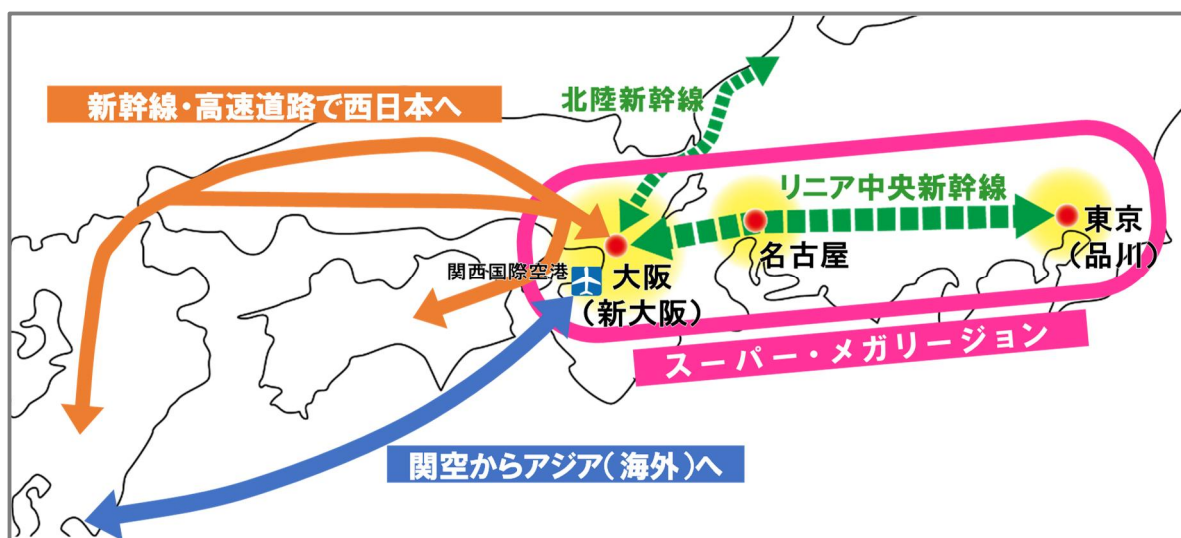 新幹線・高速道路で西日本へ
北陸新幹線
リニア中央新幹線
東京
(品川)
名古屋
関西国際空港
大阪
(新大阪)
スーパー・メガリージョン
関空からアジア(海外)へ